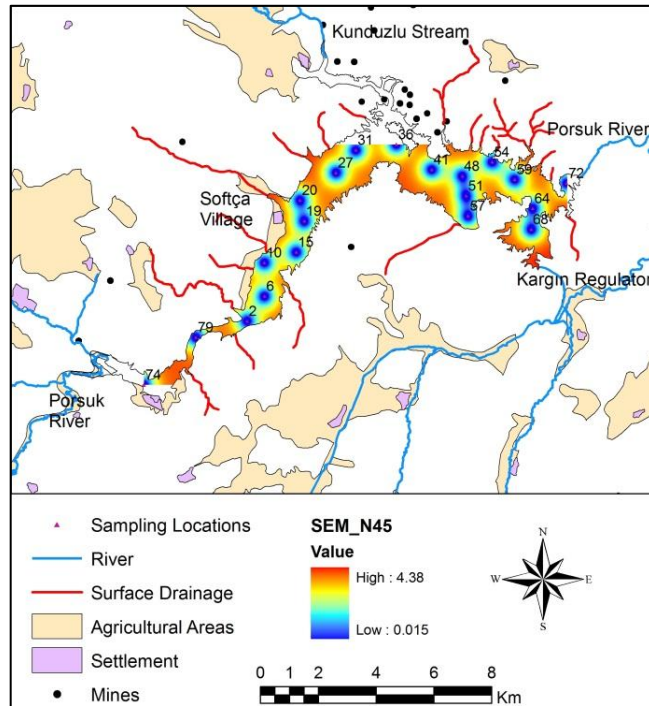 Kunduzlu Stream
31
36
Porsuk River
54
27
41
48
59
72
Softça
Village
20
51
64
19
57
68
15
10
Kargın Regulator
6
2
79
74
Porsuk
River
Sampling Locations
River
Surface Drainage
Agricultural Areas
Settlement
Mines
SEM_N45
Value
High : 4.38
Low : 0.015
N
W
E
S
0 1 2 4 6 8
Km